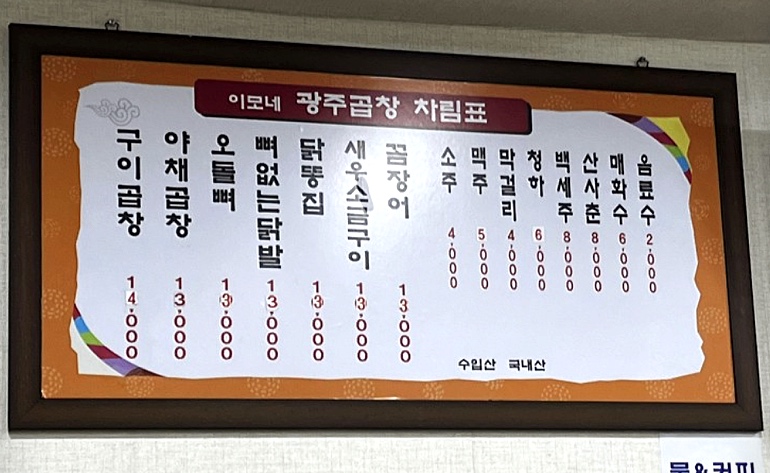 이모네 광주곱창 차림표
구이곱창 14,000
야채곱창 13,000
오돌뼈 13,000
뼈없는닭발 13,000
닭똥집 13,000
새우소금구이 13,000
꼼장어 13,000
소주 4,000
맥주 5,000
막걸리 4,000
청하 6,000
백세주 8,000
산사춘 8,000
매화수 6,000
음료수 2,000
수입산 국내산
물&커피